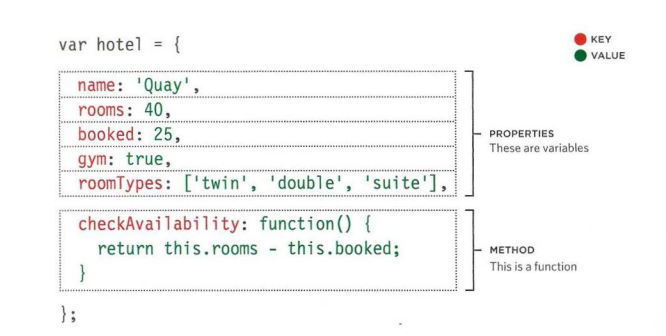 var hotel = {
KEY
VALUE
name: 'Quay',
rooms: 40,
booked: 25,
gym: true,
roomTypes: ['twin', 'double', 'suite'],
PROPERTIES
These are variables
checkAvailability: function() {
return this.rooms - this.booked;
}
METHOD
This is a function
};